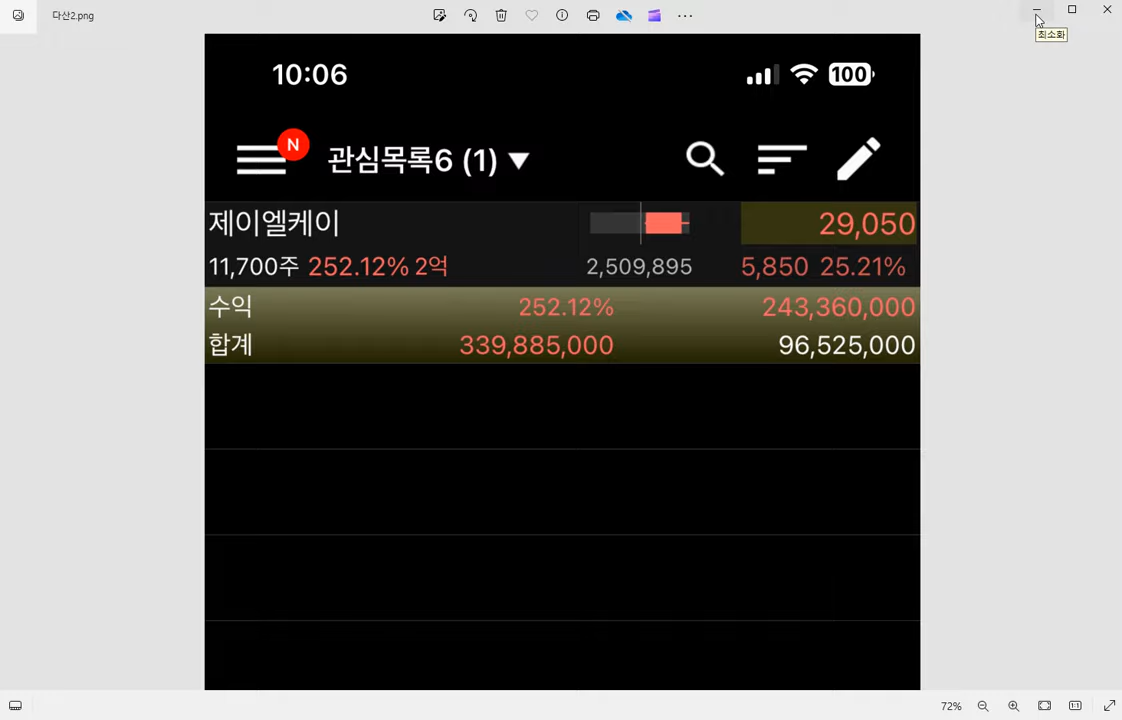 다산2.png
최소화
10:06
100
N
관심목록6 (1) ▼
제이엘케이 29,050
11,700주 252.12% 2억 2,509,895 5,850 25.21%
수익 252.12% 243,360,000
합계 339,885,000 96,525,000
72%
1:1